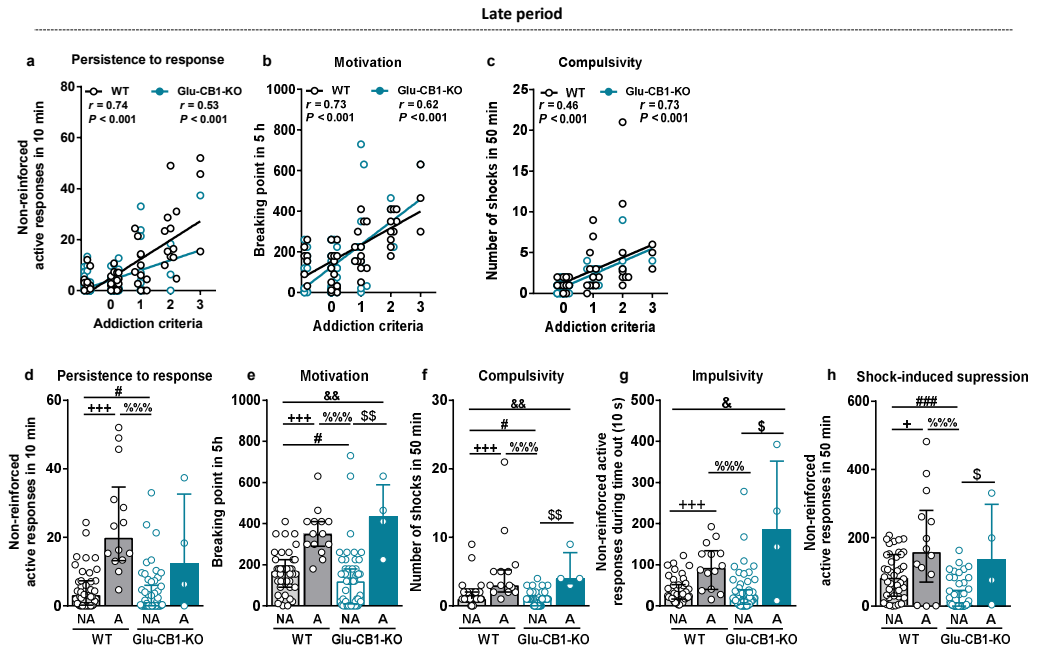 Late period
a
Persistence to response
Non-reinforced
active responses in 10 min
80
60
40
20
0
WT
Glu-CB1-KO
r = 0.74
r = 0.53
P < 0.001
P < 0.001
0
1
2
3
Addiction criteria
b
Motivation
Breaking point in 5 h
1000
800
600
400
200
0
WT
Glu-CB1-KO
r = 0.73
r = 0.62
P < 0.001
P < 0.001
0
1
2
3
Addiction criteria
c
Compulsivity
Number of shocks in 50 min
25
20
15
10
5
0
WT
Glu-CB1-KO
r = 0.46
r = 0.73
P <0.001
P <0.001
0
1
2
3
Addiction criteria
d
Persistence to response
Non-reinforced
active responses in 10 min
60
40
20
0
#
+++
%%%
NA
A
NA
A
WT
Glu-CB1-KO
e
Motivation
Breaking point in 5h
1000
800
600
400
200
0
&&
+++
%%%
$$
#
NA
A
NA
A
WT
Glu-CB1-KO
f
Compulsivity
Number of shocks in 50 min
30
20
10
0
&&
#
+++
%%%
$$
NA
A
NA
A
WT
Glu-CB1-KO
g
Impulsivity
Non-reinforced active
responses during time out (10 s)
500
400
300
200
100
0
&
$
%%%
+++
NA
A
NA
A
WT
Glu-CB1-KO
h
Shock-induced supression
Non-reinforced
active responses in 50 min
600
400
200
0
###
+
%%%
$
NA
A
NA
A
WT
Glu-CB1-KO